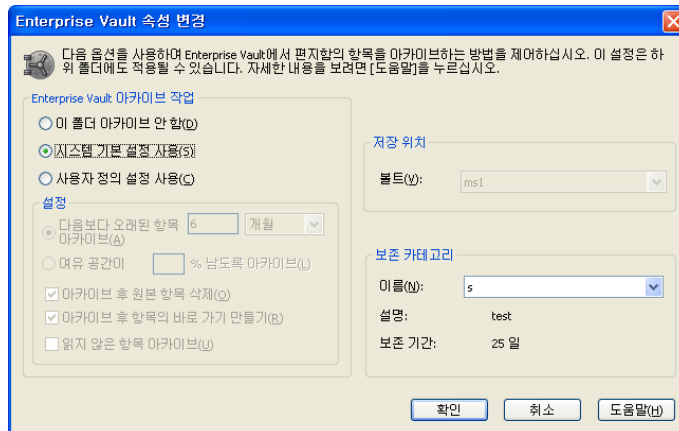 Enterprise Vault 속성 변경
다음 옵션을 사용하여 Enterprise Vault에서 편지함의 항목을 아카이브하는 방법을 제어하십시오. 이 설정은 하
위 폴더에도 적용될 수 있습니다. 자세한 내용을 보려면 [도움말]을 누르십시오.
Enterprise Vault 아카이브 작업
이 폴더 아카이브 안 함(D)
시스템 기본 설정 사용(S)
사용자 정의 설정 사용(C)
설정
다음보다 오래된 항목 6 개월
아카이브(A)
여유 공간이 % 남도록 아카이브(L)
아카이브 후 원본 항목 삭제(O)
아카이브 후 항목의 바로 가기 만들기(R)
읽지 않은 항목 아카이브(U)
저장 위치
볼트(V): ms1
보존 카테고리
이름(N): s
설명: test
보존 기간: 25 일
확인 취소 도움말(H)